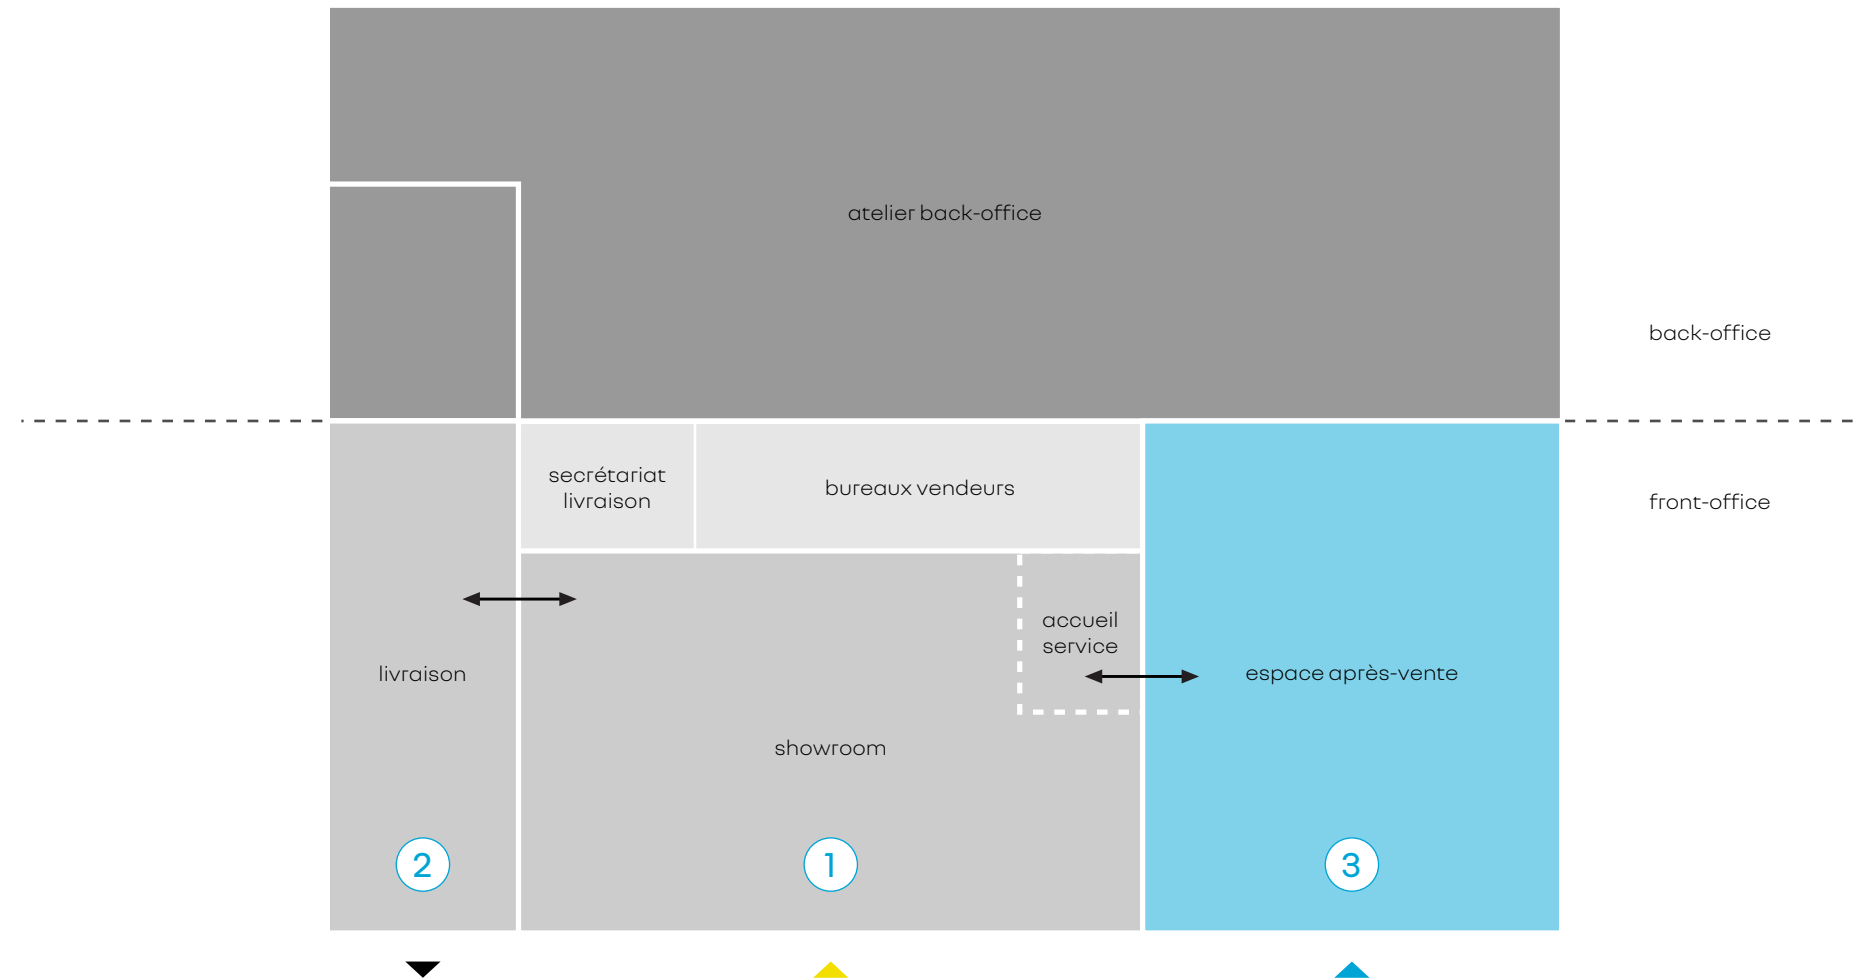 atelier back-office
back-office
front-office
secrétariat
livraison
bureaux vendeurs
accueil
service
livraison
espace après-vente
showroom
2
1
3